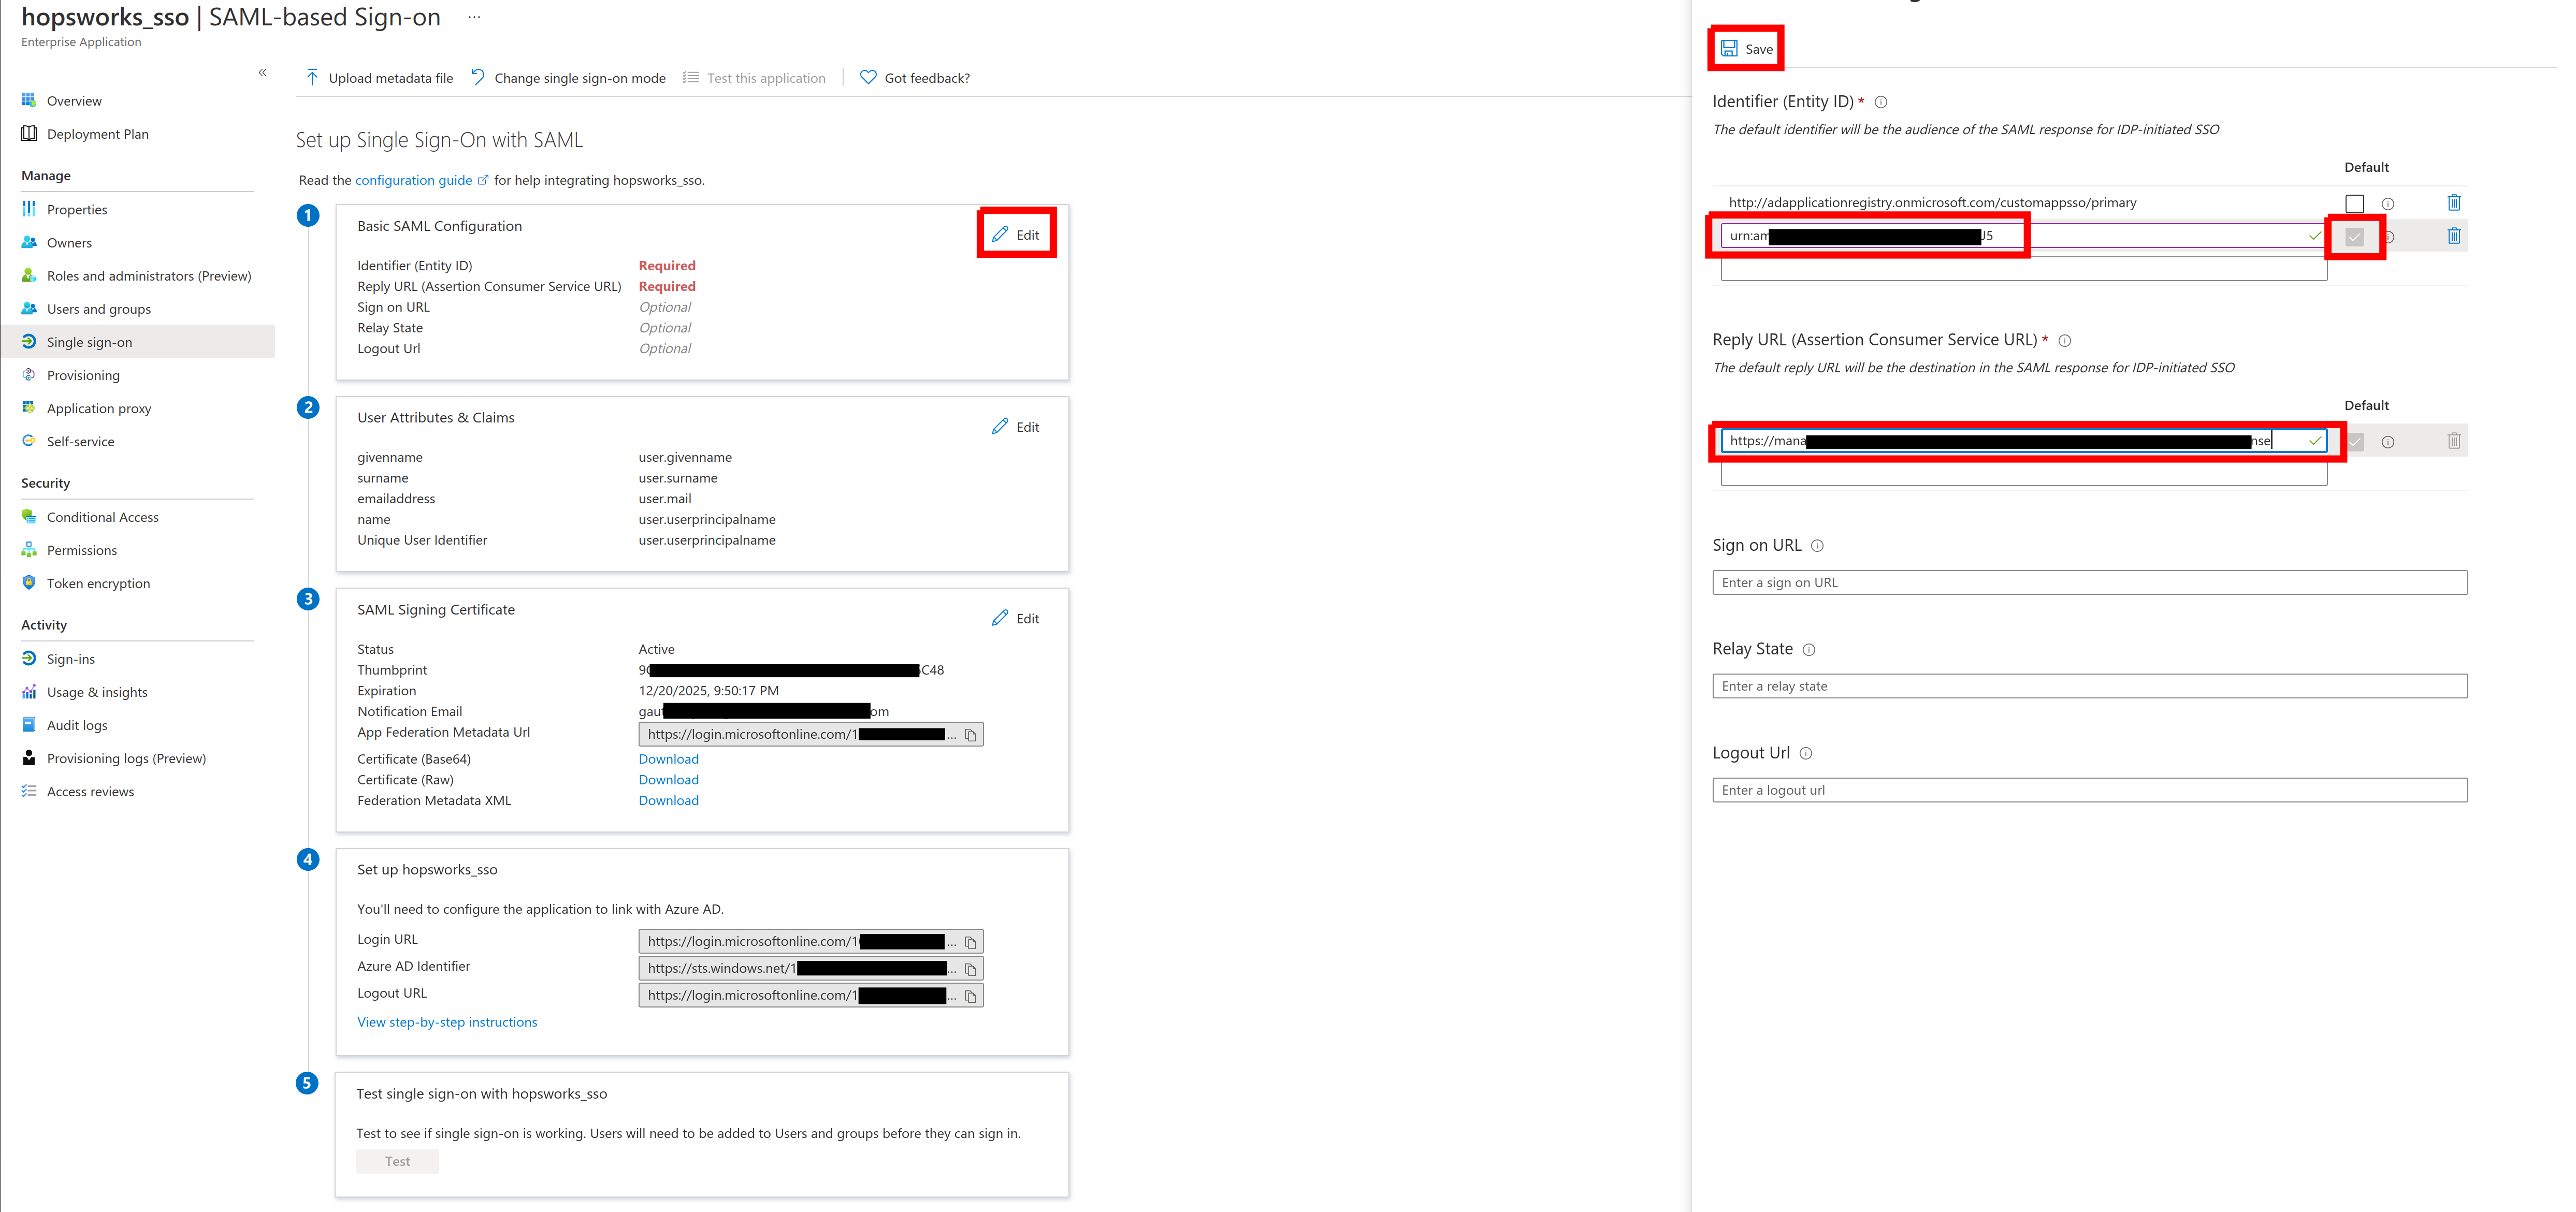 hopsworks_sso | SAML-based Sign-on ...
Enterprise Application
«
Overview
Deployment Plan
Manage
Properties
Owners
Roles and administrators (Preview)
Users and groups
Single sign-on
Provisioning
Application proxy
Self-service
Security
Conditional Access
Permissions
Token encryption
Activity
Sign-ins
Usage & insights
Audit logs
Provisioning logs (Preview)
Access reviews
Upload metadata file Change single sign-on mode Test this application Got feedback?
Set up Single Sign-On with SAML
Read the configuration guide for help integrating hopsworks_sso.
1
Basic SAML Configuration Edit
Identifier (Entity ID) Required
Reply URL (Assertion Consumer Service URL) Required
Sign on URL Optional
Relay State Optional
Logout Url Optional
2
User Attributes & Claims Edit
givenname user.givenname
surname user.surname
emailaddress user.mail
name user.userprincipalname
Unique User Identifier user.userprincipalname
3
SAML Signing Certificate Edit
Status Active
Thumbprint 9 C48
Expiration 12/20/2025, 9:50:17 PM
Notification Email gau om
App Federation Metadata Url https://login.microsoftonline.com/1 ...
Certificate (Base64) Download
Certificate (Raw) Download
Federation Metadata XML Download
4
Set up hopsworks_sso
You'll need to configure the application to link with Azure AD.
Login URL https://login.microsoftonline.com/1 ...
Azure AD Identifier https://sts.windows.net/1 ...
Logout URL https://login.microsoftonline.com/1 ...
View step-by-step instructions
5
Test single sign-on with hopsworks_sso
Test to see if single sign-on is working. Users will need to be added to Users and groups before they can sign in.
Test
Save
Identifier (Entity ID) *
The default identifier will be the audience of the SAML response for IDP-initiated SSO
Default
http://adapplicationregistry.onmicrosoft.com/customappsso/primary
urn:am J5
Reply URL (Assertion Consumer Service URL) *
The default reply URL will be the destination in the SAML response for IDP-initiated SSO
Default
https://mana nse
Sign on URL
Enter a sign on URL
Relay State
Enter a relay state
Logout Url
Enter a logout url